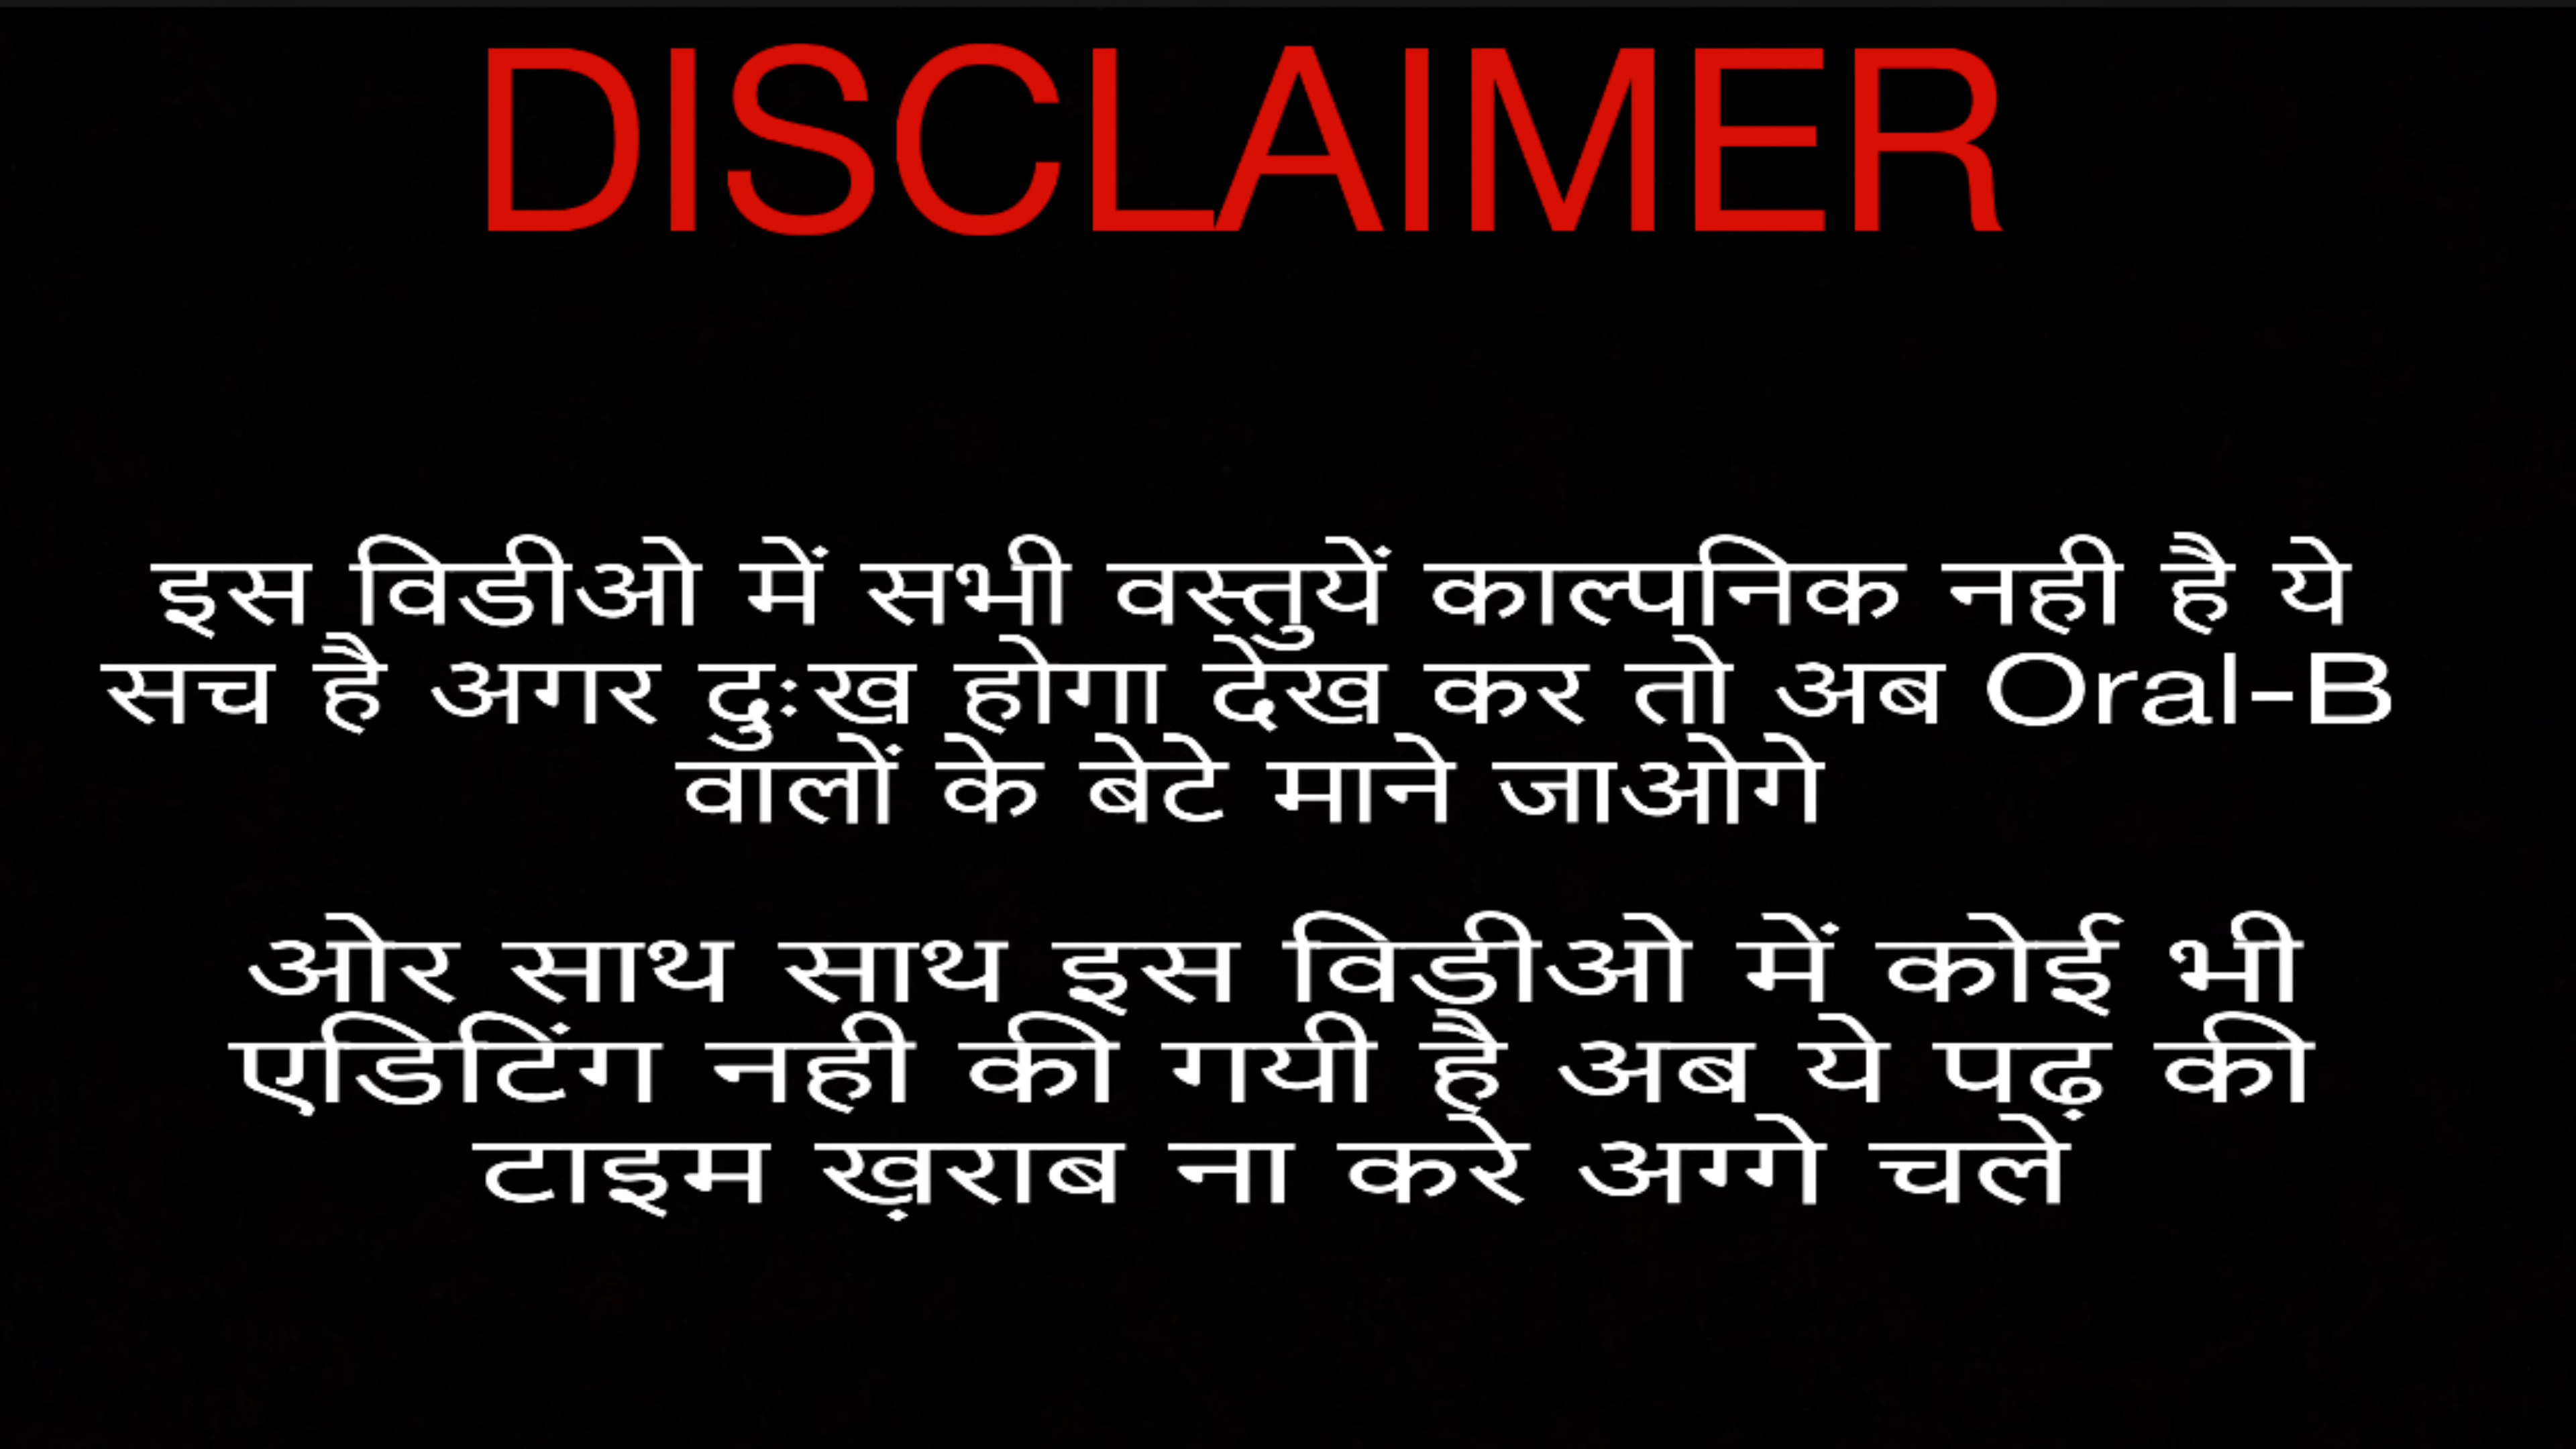 DISCLAIMER
इस विडीओ में सभी वस्तुयें काल्पनिक नही है ये
सच है अगर दुःख होगा देख कर तो अब Oral-B
वालों के बेटे माने जाओगे
ओर साथ साथ इस विडीओ में कोई भी
एडिटिंग नही की गयी है अब ये पढ़ की
टाइम ख़राब ना करे अग्गे चले